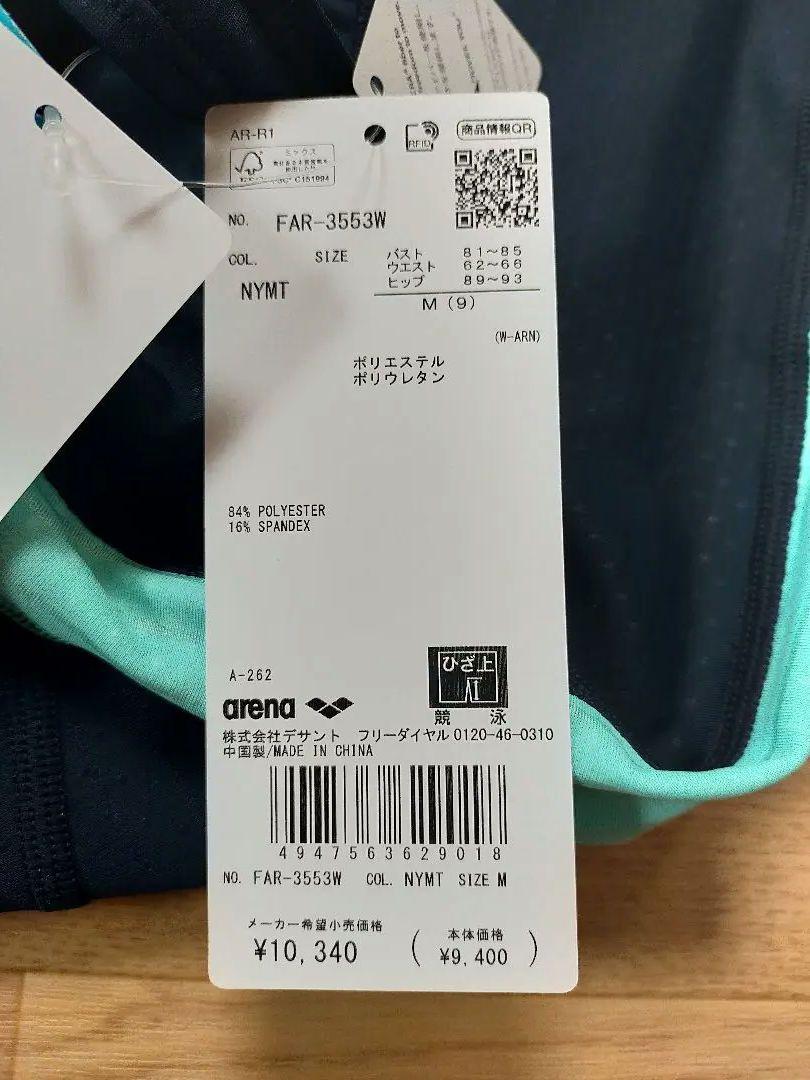 AR-R1
RFID
商品情報QR
ミックス
C151994
NO. FAR-3553W
COL. SIZE
バスト 81～85
ウエスト 62～66
ヒップ 89～93
NYMT
M (9)
(W-ARN)
ポリエステル
ポリウレタン
84% POLYESTER
16% SPANDEX
A-262
ひざ上
arena
競 泳
株式会社デサント フリーダイヤル 0120-46-0310
中国製/MADE IN CHINA
4947563629018
NO. FAR-3553W COL. NYMT SIZE M
メーカー希望小売価格
¥10,340
(本体価格
¥9,400)